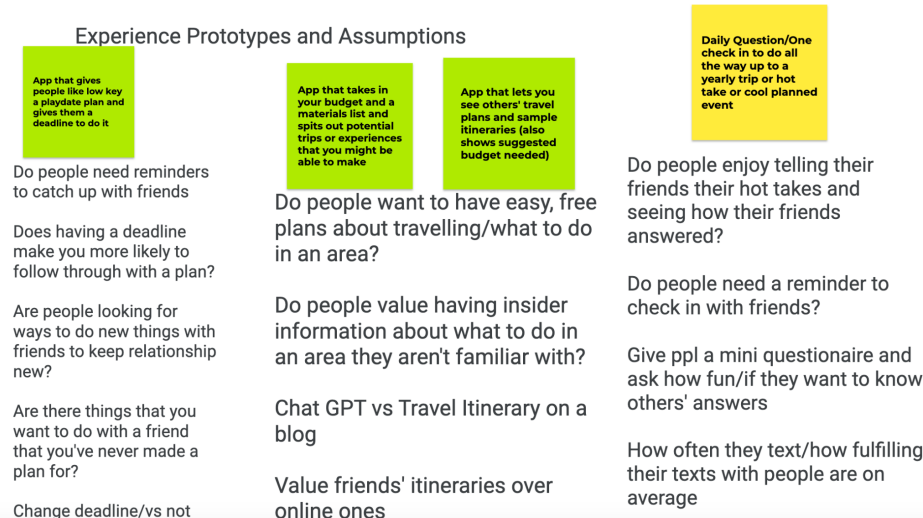 Experience Prototypes and Assumptions
App that gives
people like low key
a playdate plan and
gives them a
deadline to do it
Do people need reminders
to catch up with friends
Does having a deadline
make you more likely to
follow through with a plan?
Are people looking for
ways to do new things with
friends to keep relationship
new?
Are there things that you
want to do with a friend
that you've never made a
plan for?
Change deadline/vs not
App that takes in
your budget and a
materials list and
spits out potential
trips or experiences
that you might be
able to make
App that lets you
see others' travel
plans and sample
itineraries (also
shows suggested
budget needed)
Do people want to have easy, free
plans about travelling/what to do
in an area?
Do people value having insider
information about what to do in
an area they aren't familiar with?
Chat GPT vs Travel Itinerary on a
blog
Value friends' itineraries over
online ones
Daily Question/One
check in to do all
the way up to a
yearly trip or hot
take or cool planned
event
Do people enjoy telling their
friends their hot takes and
seeing how their friends
answered?
Do people need a reminder to
check in with friends?
Give ppl a mini questionaire and
ask how fun/if they want to know
others' answers
How often they text/how fulfilling
their texts with people are on
average